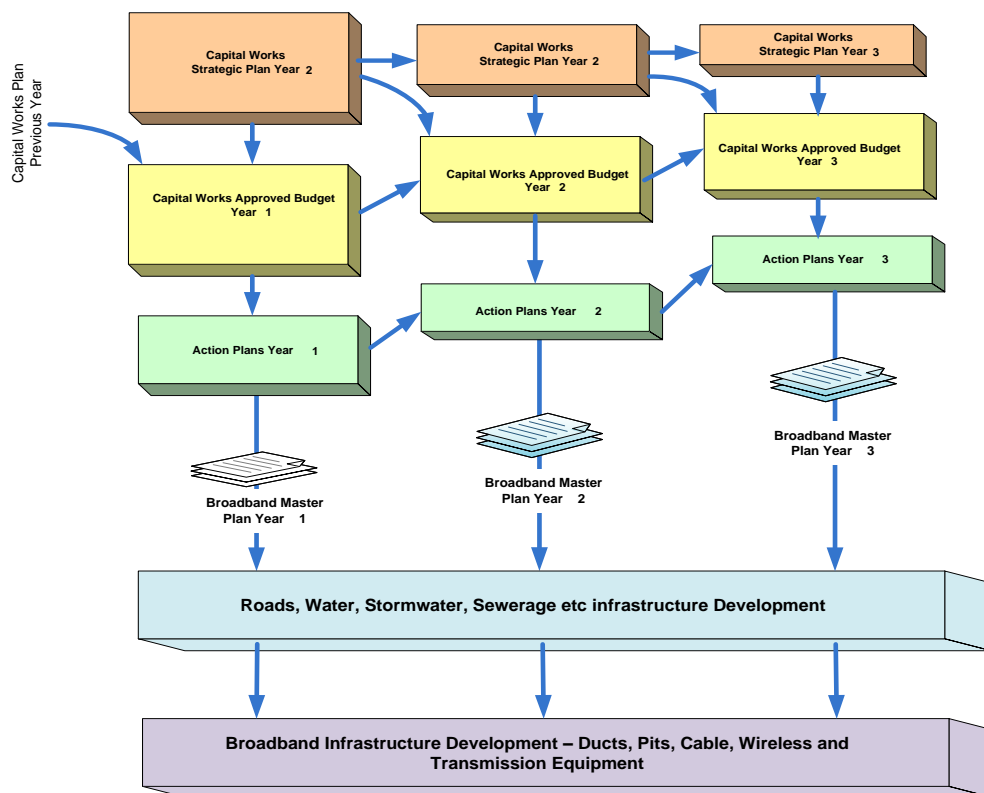 Capital Works
Strategic Plan Year 2
Capital Works
Strategic Plan Year 2
Capital Works
Strategic Plan Year 3
Capital Works Plan
Previous Year
Capital Works Approved Budget
Year 1
Capital Works Approved Budget
Year 2
Capital Works Approved Budget
Year 3
Action Plans Year 1
Action Plans Year 2
Action Plans Year 3
Broadband Master
Plan Year 1
Broadband Master
Plan Year 2
Broadband Master
Plan Year 3
Roads, Water, Stormwater, Sewerage etc infrastructure Development
Broadband Infrastructure Development – Ducts, Pits, Cable, Wireless and
Transmission Equipment